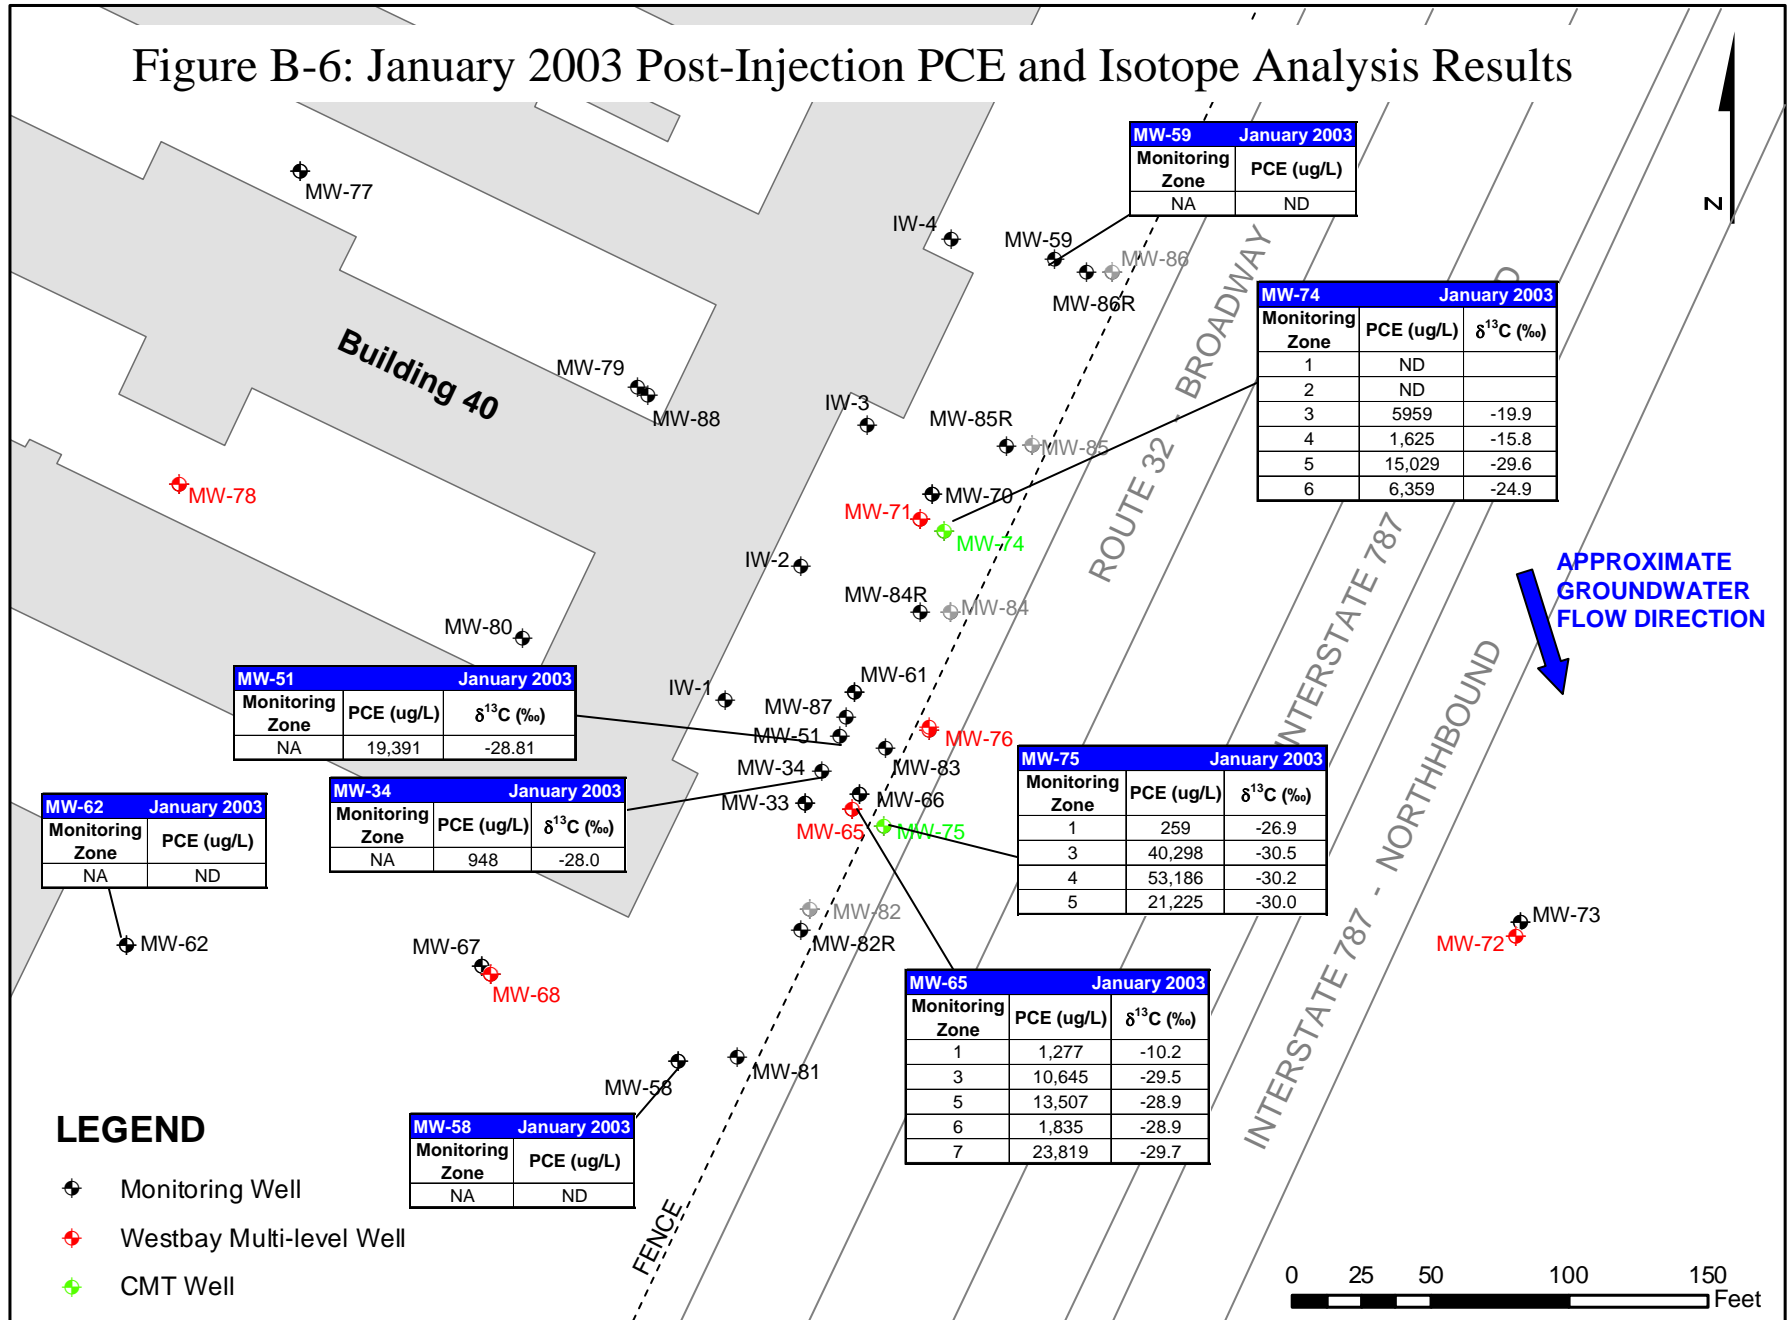 Figure B-6: January 2003 Post-Injection PCE and Isotope Analysis Results
MW-59 January 2003
Monitoring Zone PCE (ug/L)
NA ND
MW-77
IW-4
MW-59
MW-86
MW-86R
N
MW-74 January 2003
Monitoring Zone PCE (ug/L) δ13C (‰)
1 ND
2 ND
3 5959 -19.9
4 1,625 -15.8
5 15,029 -29.6
6 6,359 -24.9
Building 40
MW-79
MW-88
IW-3
MW-85R
MW-85
ROUTE 32 - BROADWAY
MW-78
MW-70
MW-71
MW-74
IW-2
MW-84R
MW-84
INTERSTATE 787
APPROXIMATE
GROUNDWATER
FLOW DIRECTION
MW-80
MW-51 January 2003
Monitoring Zone PCE (ug/L) δ13C (‰)
NA 19,391 -28.81
IW-1
MW-61
MW-87
MW-51
MW-76
MW-34
MW-83
MW-33
MW-66
MW-65
MW-75
MW-34 January 2003
Monitoring Zone PCE (ug/L) δ13C (‰)
NA 948 -28.0
MW-62 January 2003
Monitoring Zone PCE (ug/L)
NA ND
MW-75 January 2003
Monitoring Zone PCE (ug/L) δ13C (‰)
1 259 -26.9
3 40,298 -30.5
4 53,186 -30.2
5 21,225 -30.0
INTERSTATE 787 - NORTHHBOUND
MW-62
MW-67
MW-68
MW-82
MW-82R
MW-73
MW-72
MW-65 January 2003
Monitoring Zone PCE (ug/L) δ13C (‰)
1 1,277 -10.2
3 10,645 -29.5
5 13,507 -28.9
6 1,835 -28.9
7 23,819 -29.7
MW-58
MW-81
MW-58 January 2003
Monitoring Zone PCE (ug/L)
NA ND
FENCE
LEGEND
Monitoring Well
Westbay Multi-level Well
CMT Well
0 25 50 100 150
Feet